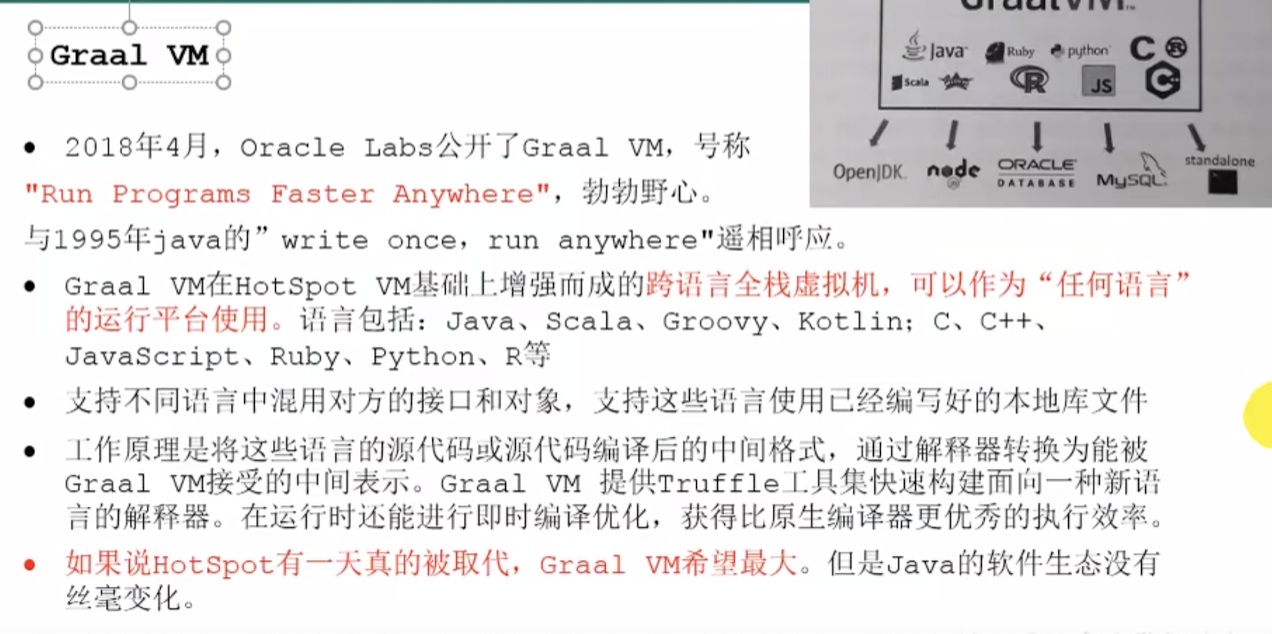 GraalVM™
Graal VM
Java
Ruby
python
C
R
Scala
R
JS
C
OpenJDK
node
JS
ORACLE
DATABASE
MySQL
standalone
• 2018年4月，Oracle Labs公开了Graal VM，号称
"Run Programs Faster Anywhere"，勃勃野心。
与1995年java的”write once，run anywhere"遥相呼应。
• Graal VM在HotSpot VM基础上增强而成的跨语言全栈虚拟机，可以作为“任何语言”
的运行平台使用。语言包括：Java、Scala、Groovy、Kotlin；C、C++、
JavaScript、Ruby、Python、R等
• 支持不同语言中混用对方的接口和对象，支持这些语言使用已经编写好的本地库文件
• 工作原理是将这些语言的源代码或源代码编译后的中间格式，通过解释器转换为能被
Graal VM接受的中间表示。Graal VM 提供Truffle工具集快速构建面向一种新语
言的解释器。在运行时还能进行即时编译优化，获得比原生编译器更优秀的执行效率。
• 如果说HotSpot有一天真的被取代，Graal VM希望最大。但是Java的软件生态没有
丝毫变化。